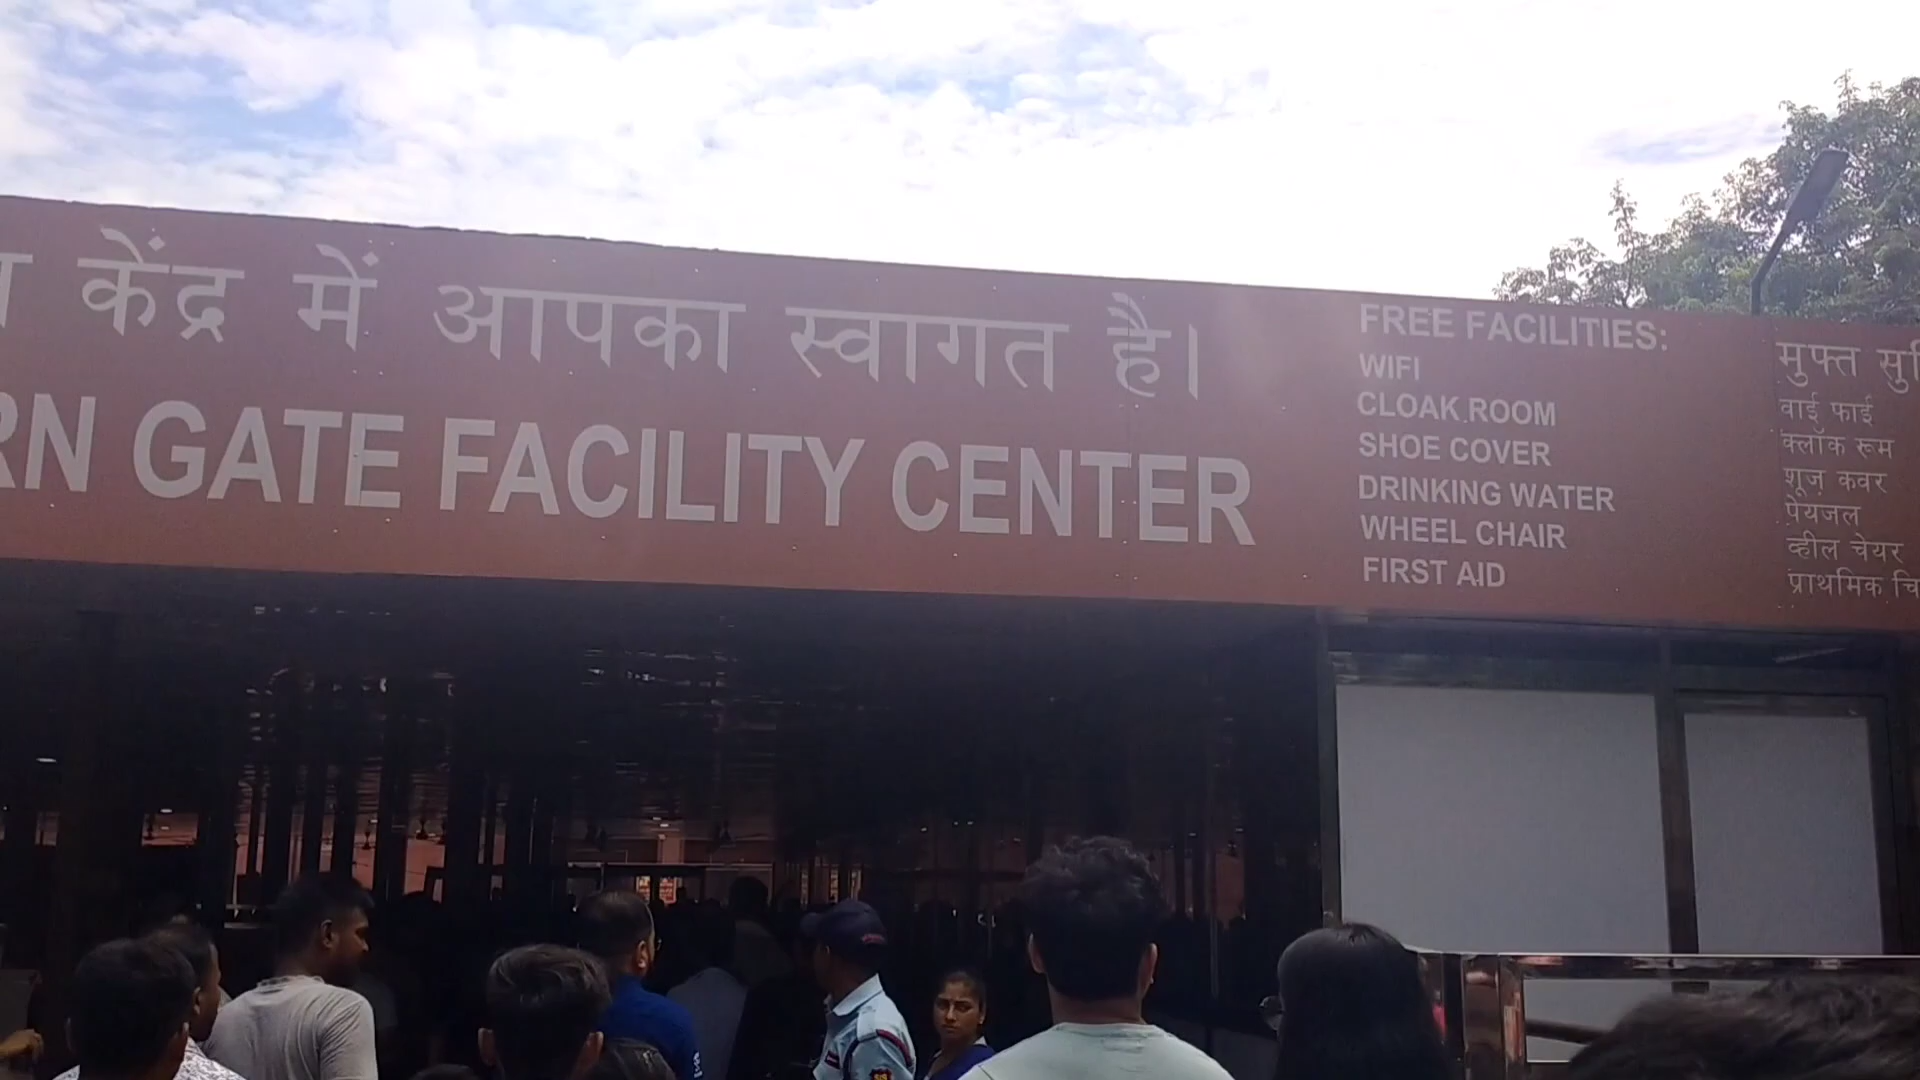 केंद्र में आपका स्वागत है।
GATE FACILITY CENTER
FREE FACILITIES:
WIFI
CLOAK ROOM
SHOE COVER
DRINKING WATER
WHEEL CHAIR
FIRST AID
मुफ्त
वाई फाई
क्लॉक रूम
शूज़ कवर
पेयजल
व्हील चेयर
प्राथमिक